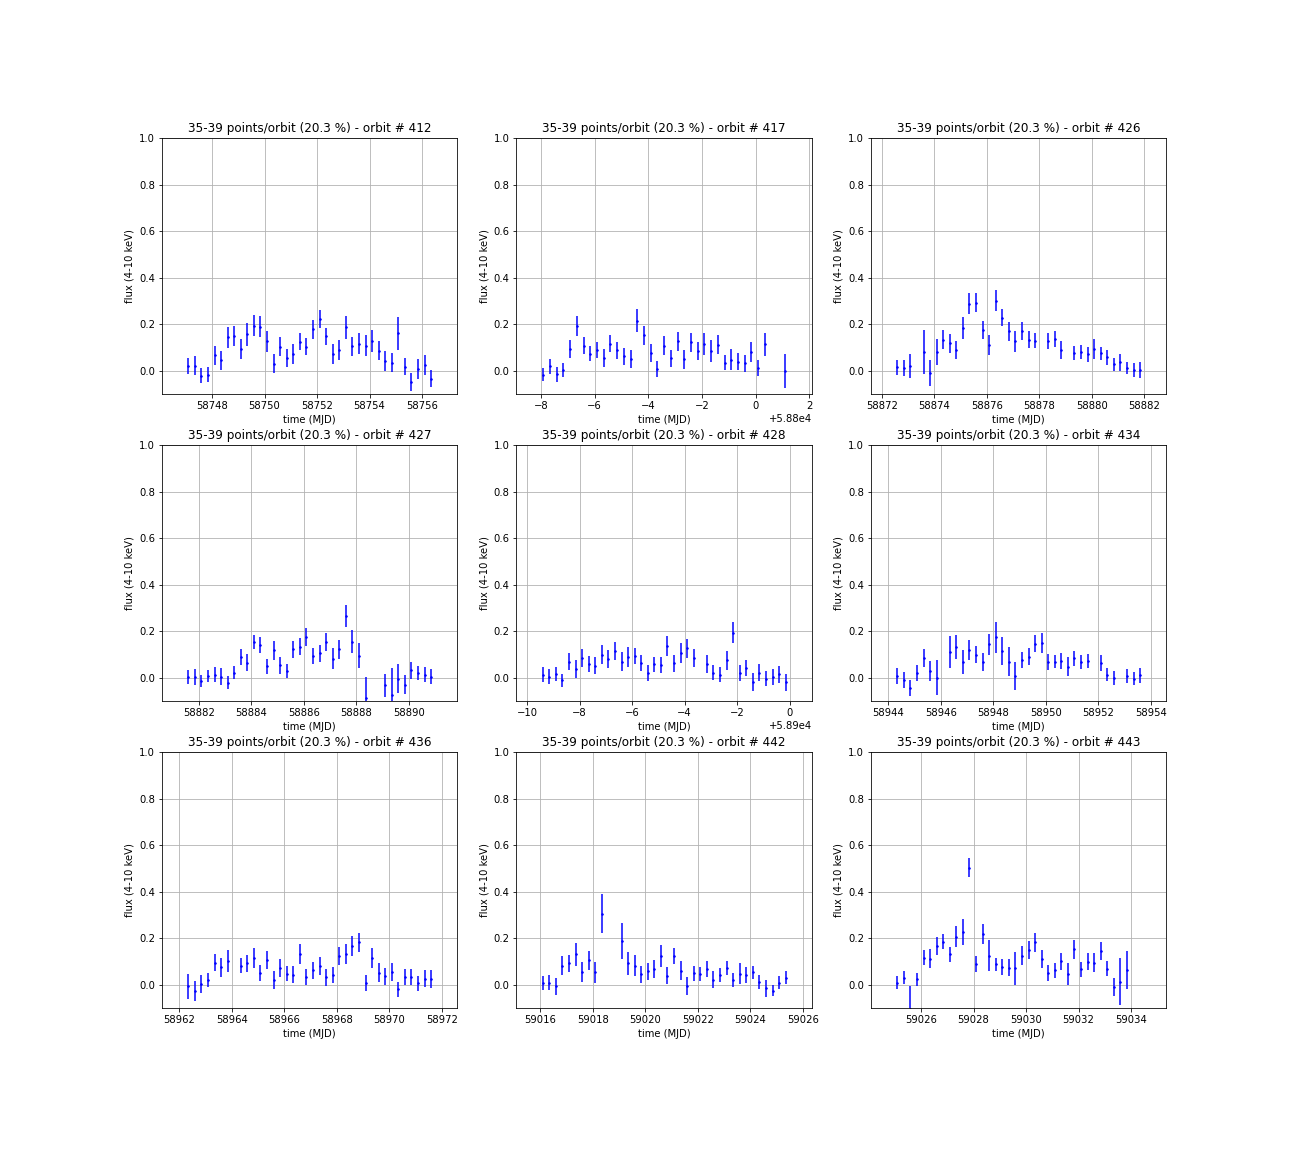 35-39 points/orbit (20.3 %) - orbit # 412
1.0
0.8
0.6
0.4
0.2
0.0
flux (4-10 keV)
58748 58750 58752 58754 58756
time (MJD)
35-39 points/orbit (20.3 %) - orbit # 417
1.0
0.8
0.6
0.4
0.2
0.0
flux (4-10 keV)
−8 −6 −4 −2 0 2
+5.88e4
time (MJD)
35-39 points/orbit (20.3 %) - orbit # 426
1.0
0.8
0.6
0.4
0.2
0.0
flux (4-10 keV)
58872 58874 58876 58878 58880 58882
time (MJD)
35-39 points/orbit (20.3 %) - orbit # 427
1.0
0.8
0.6
0.4
0.2
0.0
flux (4-10 keV)
58882 58884 58886 58888 58890
time (MJD)
35-39 points/orbit (20.3 %) - orbit # 428
1.0
0.8
0.6
0.4
0.2
0.0
flux (4-10 keV)
−10 −8 −6 −4 −2 0
+5.89e4
time (MJD)
35-39 points/orbit (20.3 %) - orbit # 434
1.0
0.8
0.6
0.4
0.2
0.0
flux (4-10 keV)
58944 58946 58948 58950 58952 58954
time (MJD)
35-39 points/orbit (20.3 %) - orbit # 436
1.0
0.8
0.6
0.4
0.2
0.0
flux (4-10 keV)
58962 58964 58966 58968 58970 58972
time (MJD)
35-39 points/orbit (20.3 %) - orbit # 442
1.0
0.8
0.6
0.4
0.2
0.0
flux (4-10 keV)
59016 59018 59020 59022 59024 59026
time (MJD)
35-39 points/orbit (20.3 %) - orbit # 443
1.0
0.8
0.6
0.4
0.2
0.0
flux (4-10 keV)
59026 59028 59030 59032 59034
time (MJD)